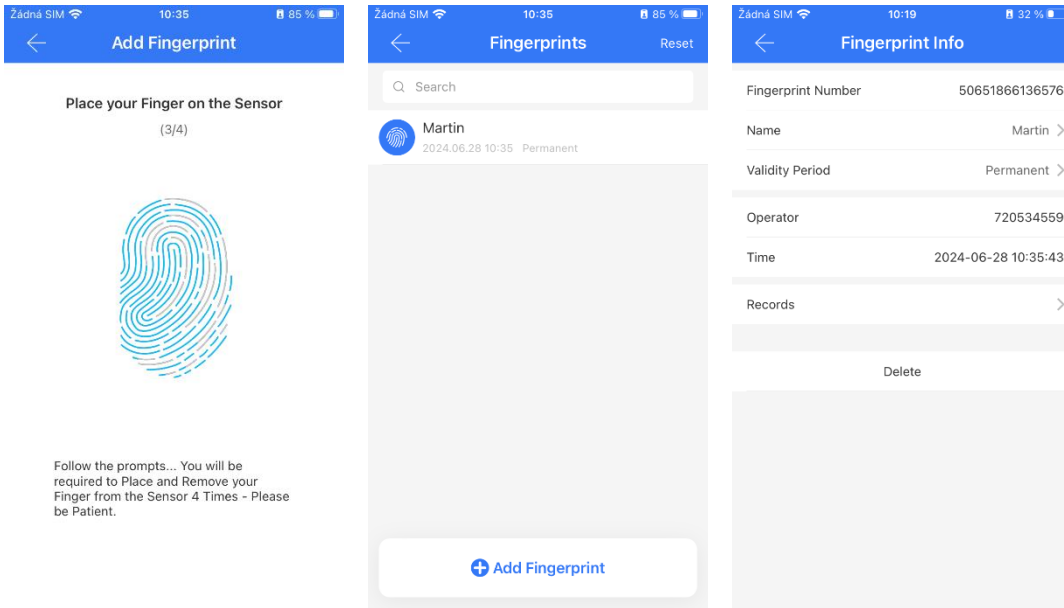 Žádná SIM 10:35 85 %
Add Fingerprint
Place your Finger on the Sensor
(3/4)
Follow the prompts... You will be
required to Place and Remove your
Finger from the Sensor 4 Times - Please
be Patient.
Žádná SIM 10:35 85 %
Fingerprints Reset
Search
Martin
2024.06.28 10:35 Permanent
Add Fingerprint
Žádná SIM 10:19 32 %
Fingerprint Info
Fingerprint Number 50651866136576
Name Martin
Validity Period Permanent
Operator 720534559
Time 2024-06-28 10:35:43
Records
Delete